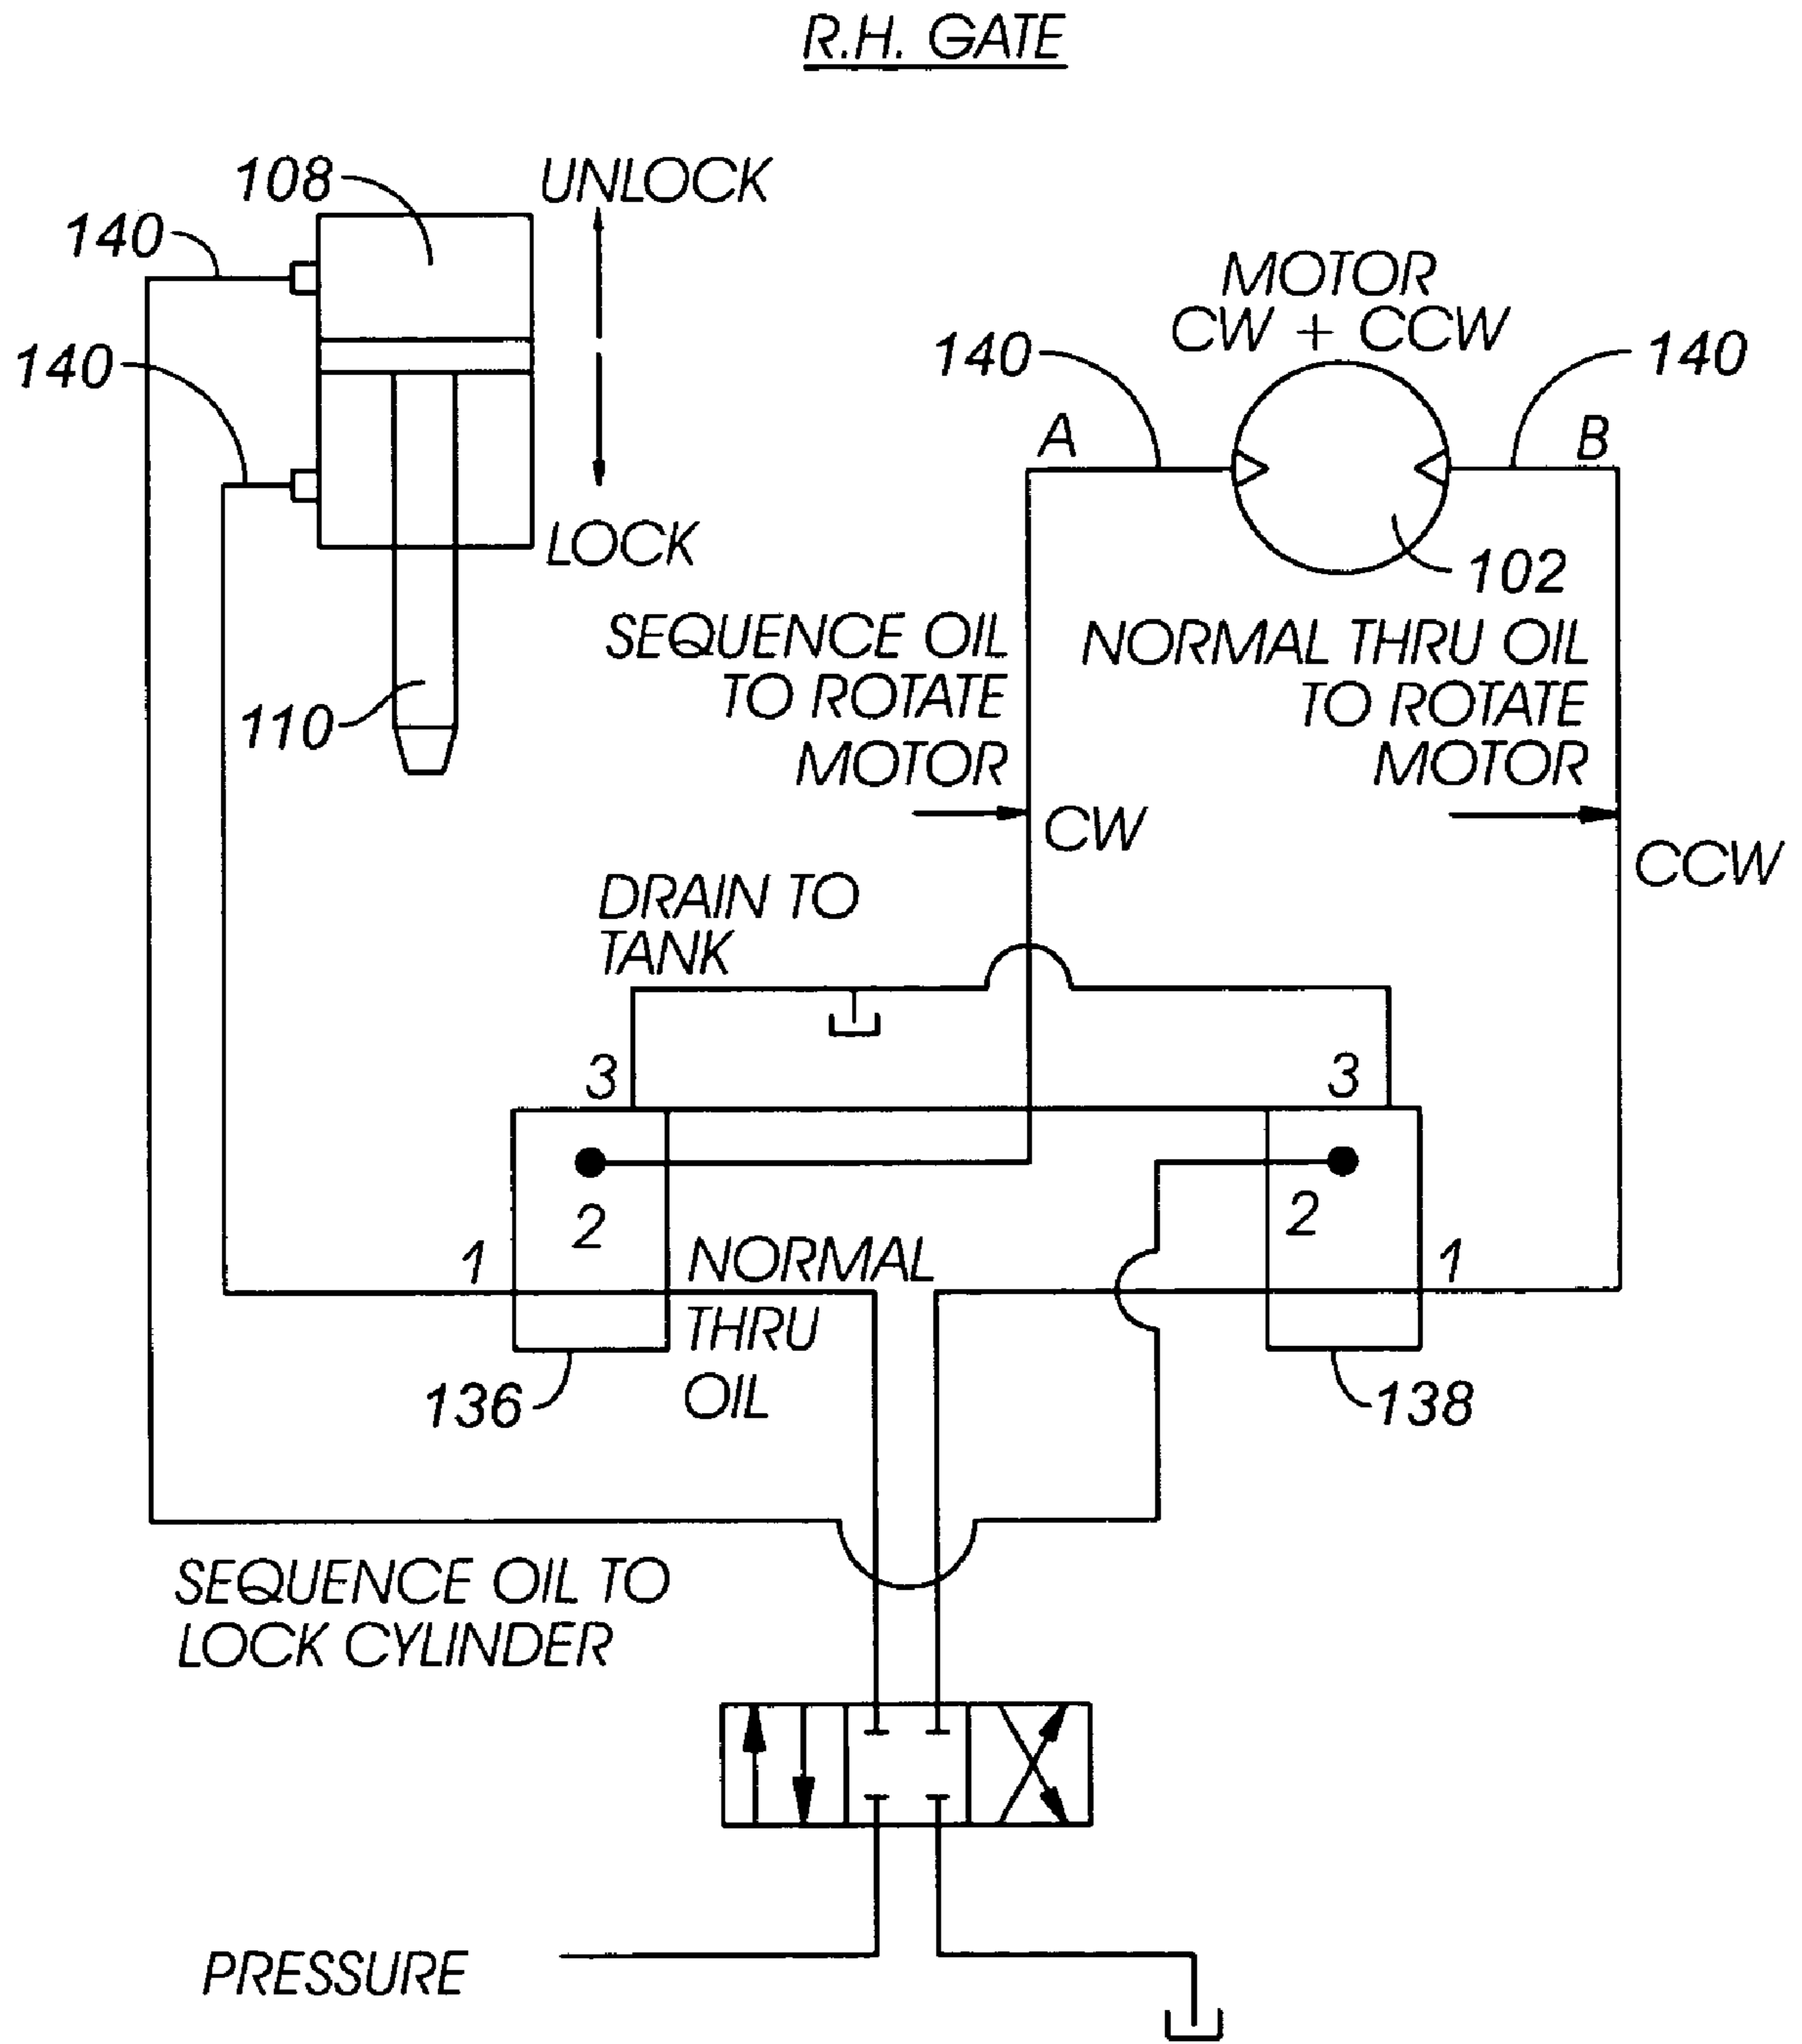 R.H. GATE
108
UNLOCK
140
140
LOCK
110
MOTOR
CW + CCW
140
140
A
B
102
SEQUENCE OIL
TO ROTATE
MOTOR
CW
NORMAL THRU OIL
TO ROTATE
MOTOR
CCW
DRAIN TO
TANK
3
3
2
2
1
1
NORMAL
THRU
OIL
136
138
SEQUENCE OIL TO
LOCK CYLINDER
PRESSURE